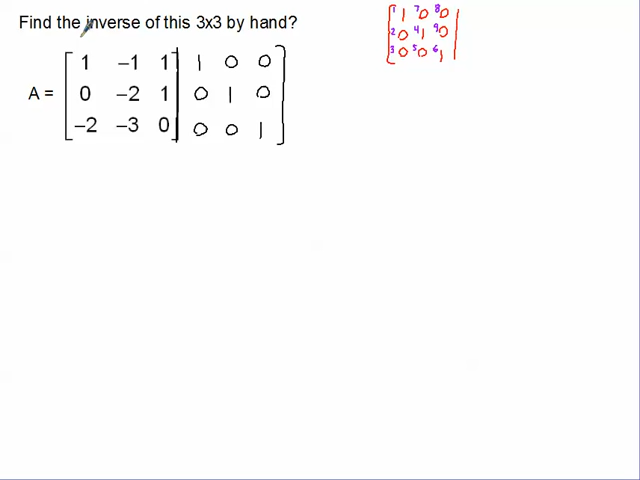 Find the inverse of this 3x3 by hand?
1 −1 1 | 1 0 0
A = 0 −2 1 | 0 1 0
−2 −3 0 | 0 0 1
1 1 7 0 8 0
2 0 4 1 9 0
3 0 5 0 6 1